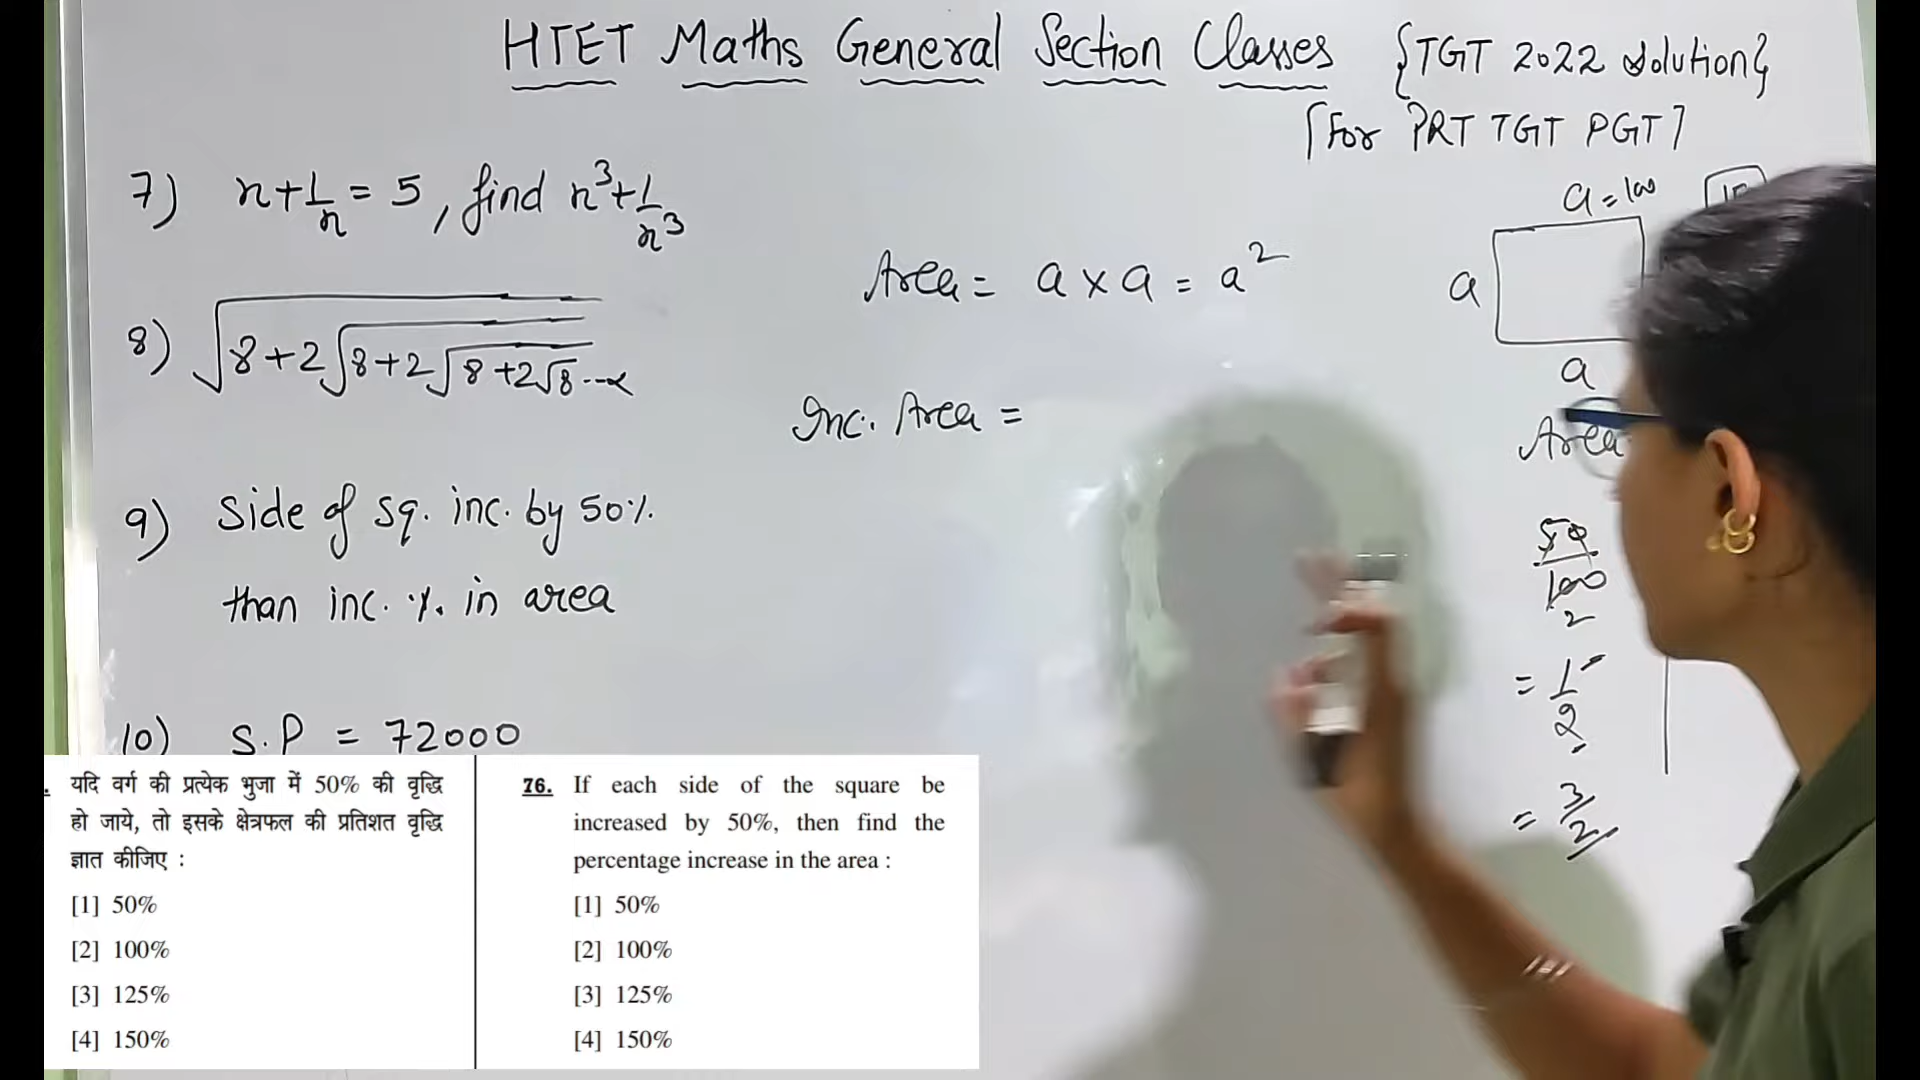 HTET Maths General Section Classes {TGT 2022 Solution}
[For PRT TGT PGT]
7) x+1/x = 5, find x³+1/x³
8) √8+2√8+2√8+2√8--∝
9) Side of sq. inc. by 50%.
than inc. %. in area
10) S.P = 72000
Area = a × a = a²
Inc. Area =
a = 100
a
a
Area
50/100
2
= 1/2
= 3/2
यदि वर्ग की प्रत्येक भुजा में 50% की वृद्धि
हो जाये, तो इसके क्षेत्रफल की प्रतिशत वृद्धि
ज्ञात कीजिए :
[1] 50%
[2] 100%
[3] 125%
[4] 150%
76. If each side of the square be
increased by 50%, then find the
percentage increase in the area :
[1] 50%
[2] 100%
[3] 125%
[4] 150%